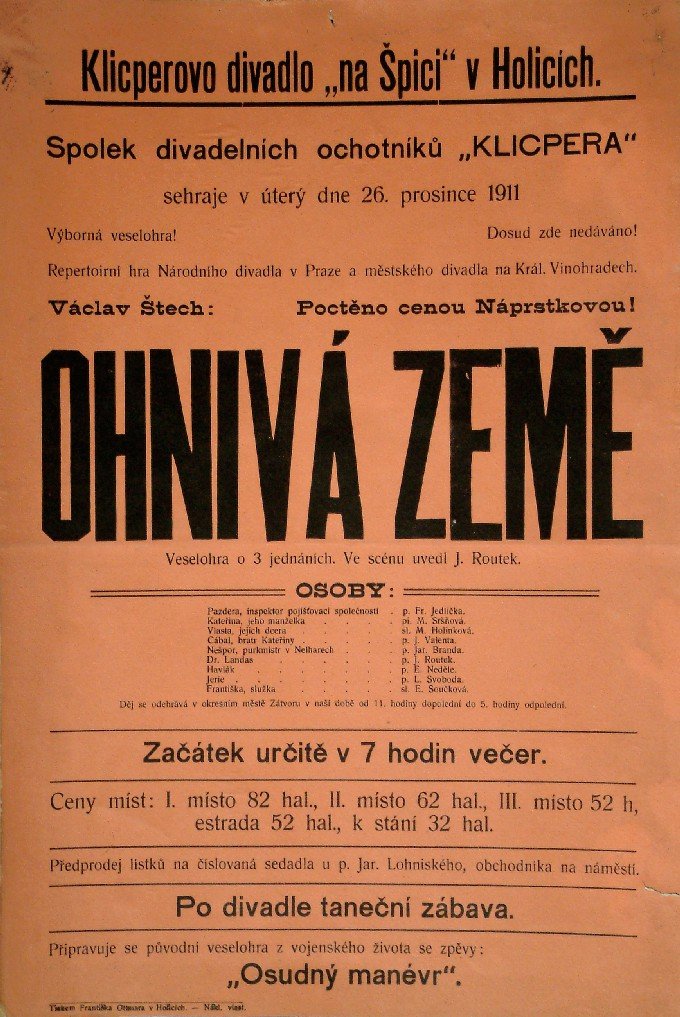 Klicperovo divadlo „na Špici“ v Holicích.
Spolek divadelních ochotníků „KLICPERA“
sehraje v úterý dne 26. prosince 1911
Výborná veselohra! Dosud zde nedáváno!
Repertoirní hra Národního divadla v Praze a městského divadla na Král. Vinohradech.
Václav Štech: Poctěno cenou Náprstkovou!
OHNIVÁ ZEMĚ
Veselohra o 3 jednáních. Ve scénu uvedl J. Routek.
OSOBY:
Pazdera, inspektor pojišťovací společnosti . p. Fr. Jedlička.
Kateřina, jeho manželka . . . . . pí. M. Sršňová.
Vlasta, jejich dcera . . . . . . sl. M. Holinková.
Cábal, bratr Kateřiny . . . . . p. J. Valenta.
Nešpor, purkmistr v Nelharech . . . . p. Jar. Branda.
Dr. Landas . . . . . . . p. J. Routek.
Havlák . . . . . . . p. E. Neděle.
Jerie . . . . . . . . p. L. Svoboda.
Františka, služka . . . . . . sl. E. Součková.
Děj se odehrává v okresním městě Zátvoru v naší době od 11. hodiny dopolední do 5. hodiny odpolední.
Začátek určitě v 7 hodin večer.
Ceny míst: I. místo 82 hal., II. místo 62 hal., III. místo 52 h,
estrada 52 hal., k stání 32 hal.
Předprodej lístků na číslovaná sedadla u p. Jar. Lohniského, obchodníka na náměstí.
Po divadle taneční zábava.
Připravuje se původní veselohra z vojenského života se zpěvy:
„Osudný manévr“.
Tiskem Františka Ottmara v Holicích. — Nákl. vlast.